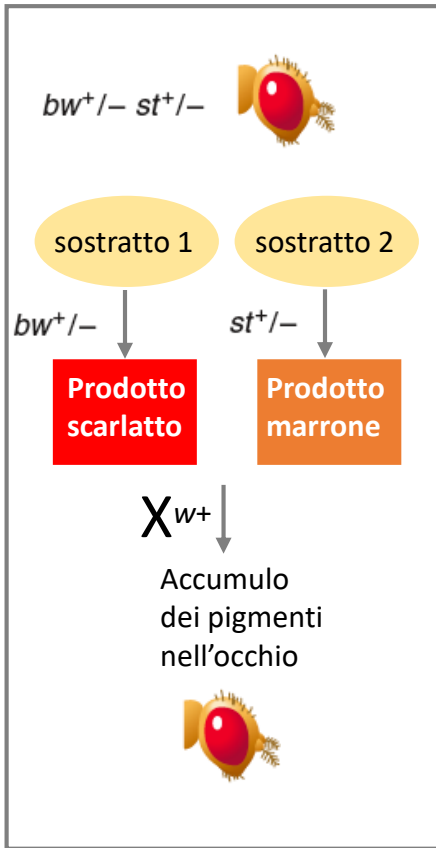 bw+/– st+/–
sostratto 1
sostratto 2
bw+/–
st+/–
Prodotto
scarlatto
Prodotto
marrone
X w+
Accumulo
dei pigmenti
nell’occhio